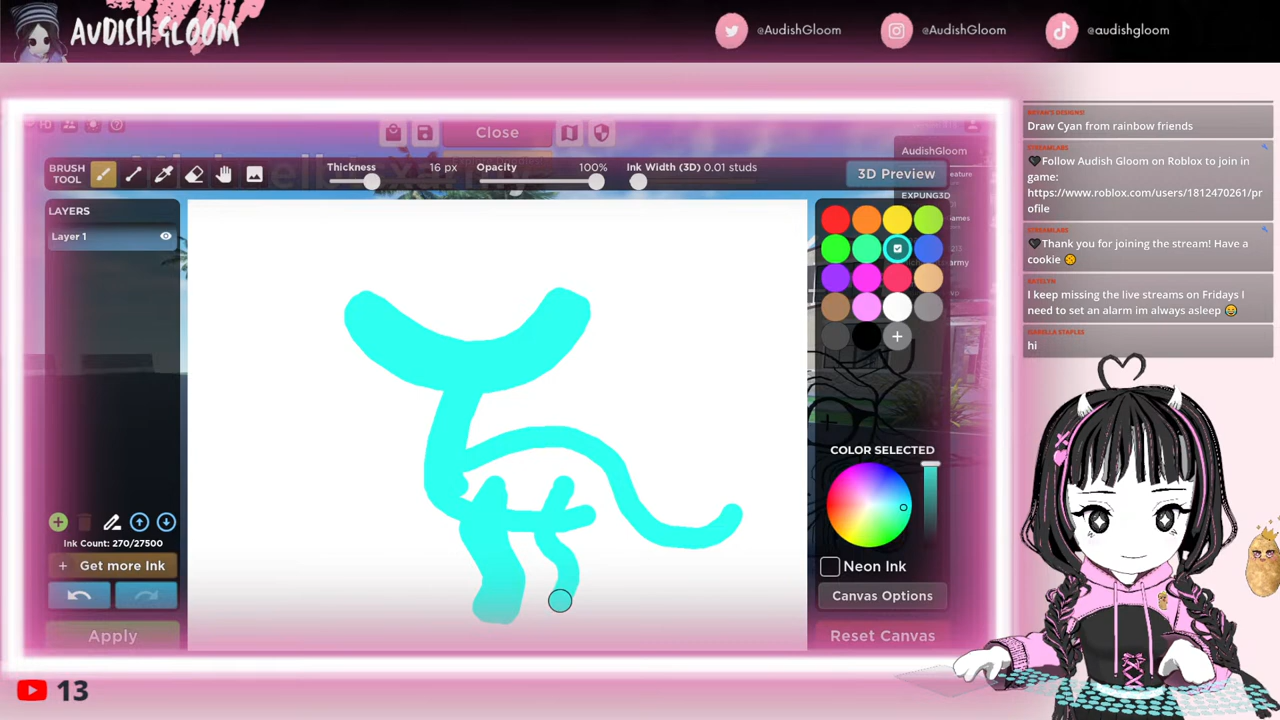 AUDISH GLOOM
@AudishGloom
@AudishGloom
@audishgloom
Close
BRUSH
TOOL
Thickness
16 px
Opacity
100%
Ink Width (3D)
0.01 studs
3D Preview
AudishGloom
EXPUNG3D
LAYERS
Layer 1
Ink Count: 270/27500
+ Get more Ink
Apply
COLOR SELECTED
Neon Ink
Canvas Options
Reset Canvas
Draw Cyan from rainbow friends
STREAMLABS
🖤Follow Audish Gloom on Roblox to join in
game:
https://www.roblox.com/users/1812470261/pr
ofile
STREAMLABS
🖤Thank you for joining the stream! Have a
cookie 🍪
I keep missing the live streams on Fridays I
need to set an alarm im always asleep 😅
hi
13